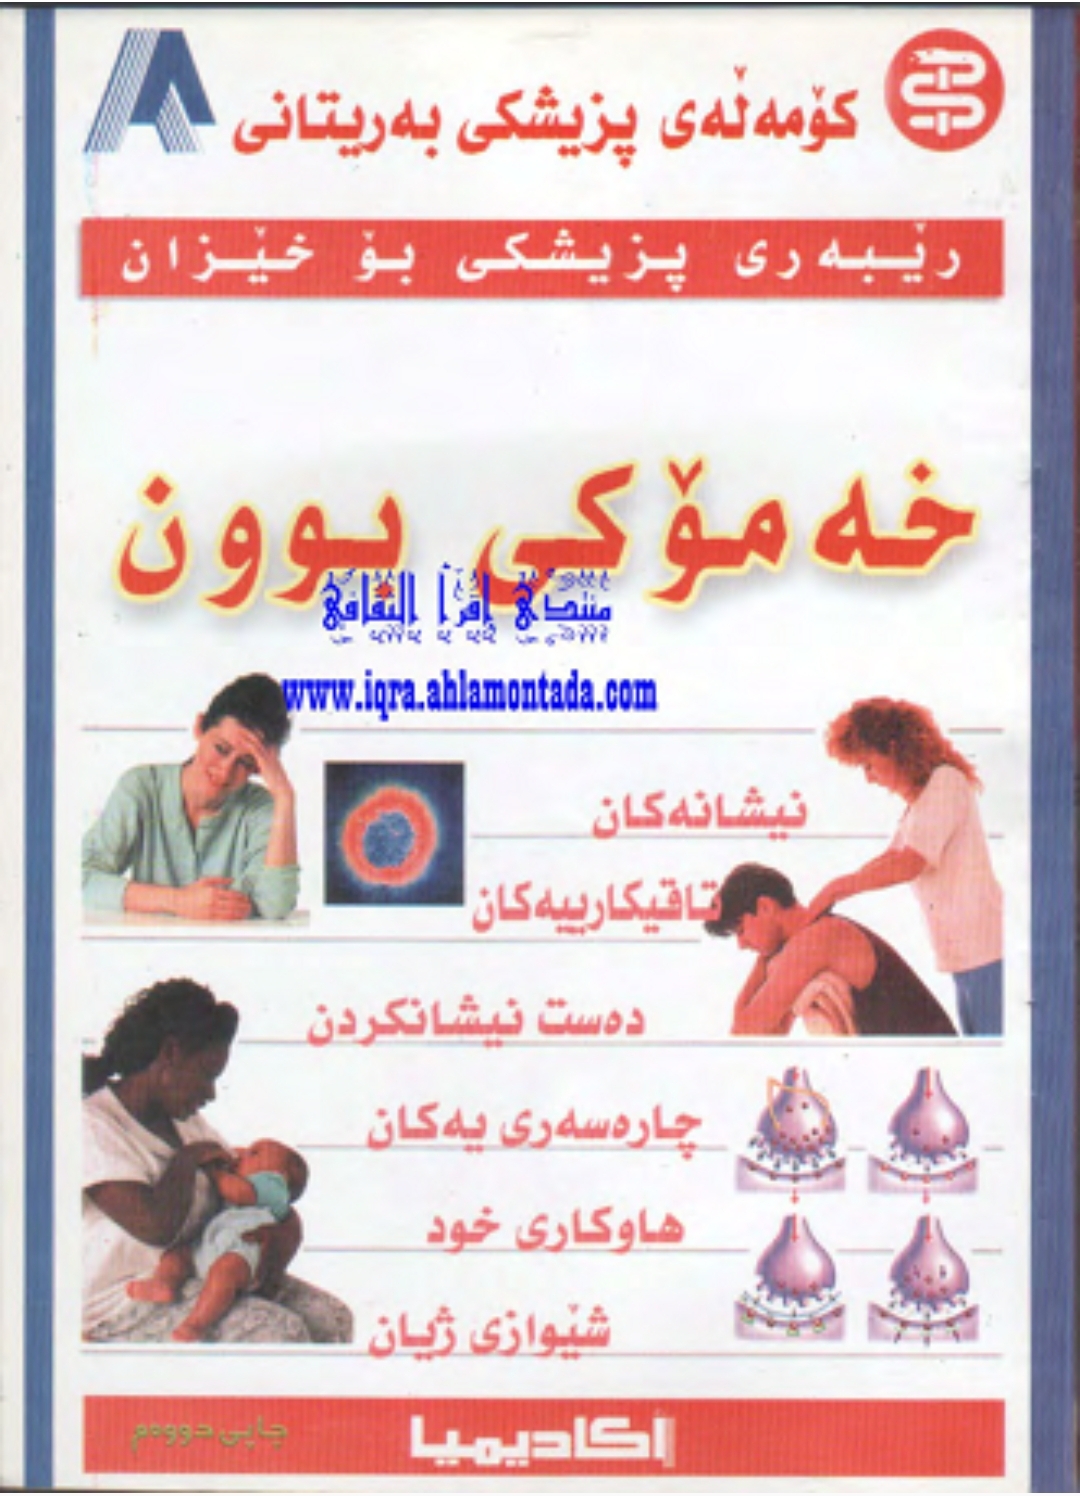 کۆمەڵەی پزیشکی بەریتانی
رێبەری پزیشکی بۆ خێزان
خەمۆکی بوون
منتدى إقرأ الثقافي
www.iqra.ahlamontada.com
نیشانەکان
تاقیکارییەکان
دەست نیشانکردن
چارەسەری یەکان
هاوکاری خود
شێوازی ژیان
اکادیمیا
چاپی دووەم